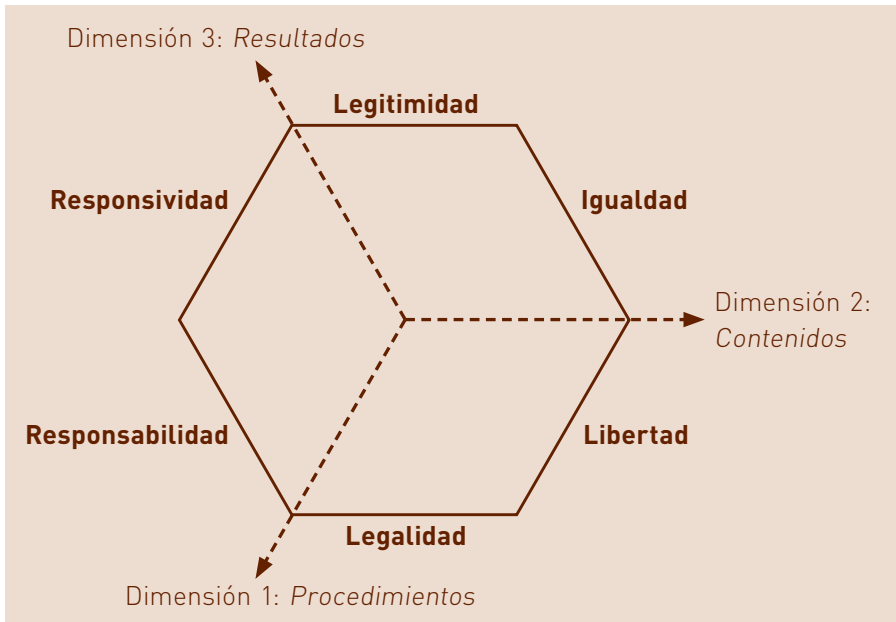 Dimensión 3: Resultados
Legitimidad
Responsividad
Igualdad
Dimensión 2:
Contenidos
Responsabilidad
Libertad
Legalidad
Dimensión 1: Procedimientos